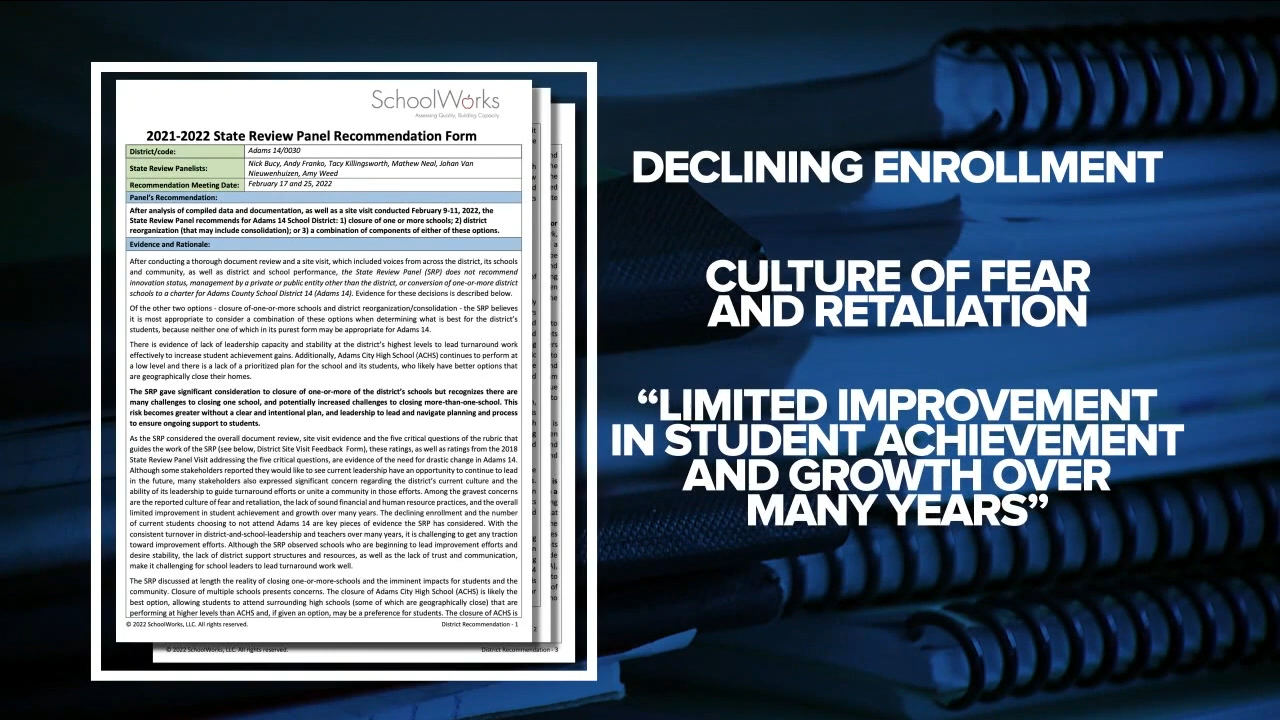 SchoolWorks
Assessing Quality, Building Capacity
2021-2022 State Review Panel Recommendation Form
District/code: Adams 14/0030
State Review Panelists: Nick Bucy, Andy Franko, Tacy Killingsworth, Mathew Neal, Johan Van
Nieuwenhuizen, Amy Weed
Recommendation Meeting Date: February 17 and 25, 2022
Panel's Recommendation:
After analysis of compiled data and documentation, as well as a site visit conducted February 9-11, 2022, the
State Review Panel recommends for Adams 14 School District: 1) closure of one or more schools; 2) district
reorganization (that may include consolidation); or 3) a combination of components of either of these options.
Evidence and Rationale:
After conducting a thorough document review and a site visit, which included voices from across the district, its schools
and community, as well as district and school performance, the State Review Panel (SRP) does not recommend
innovation status, management by a private or public entity other than the district, or conversion of one-or-more district
schools to a charter for Adams County School District 14 (Adams 14). Evidence for these decisions is described below.
Of the other two options - closure of-one-or-more schools and district reorganization/consolidation - the SRP believes
it is most appropriate to consider a combination of these options when determining what is best for the district's
students, because neither one of which in its purest form may be appropriate for Adams 14.
There is evidence of lack of leadership capacity and stability at the district's highest levels to lead turnaround work
effectively to increase student achievement gains. Additionally, Adams City High School (ACHS) continues to perform at
a low level and there is a lack of a prioritized plan for the school and its students, who likely have better options that
are geographically close their homes.
The SRP gave significant consideration to closure of one-or-more of the district's schools but recognizes there are
many challenges to closing one school, and potentially increased challenges to closing more-than-one-school. This
risk becomes greater without a clear and intentional plan, and leadership to lead and navigate planning and process
to ensure ongoing support to students.
As the SRP considered the overall document review, site visit evidence and the five critical questions of the rubric that
guides the work of the SRP (see below, District Site Visit Feedback Form), these ratings, as well as ratings from the 2018
State Review Panel Visit addressing the five critical questions, are evidence of the need for drastic change in Adams 14.
Although some stakeholders reported they would like to see current leadership have an opportunity to continue to lead
in the future, many stakeholders also expressed significant concern regarding the district's current culture and the
ability of its leadership to guide turnaround efforts or unite a community in those efforts. Among the gravest concerns
are the reported culture of fear and retaliation, the lack of sound financial and human resource practices, and the overall
limited improvement in student achievement and growth over many years. The declining enrollment and the number
of current students choosing to not attend Adams 14 are key pieces of evidence the SRP has considered. With the
consistent turnover in district-and-school-leadership and teachers over many years, it is challenging to get any traction
toward improvement efforts. Although the SRP observed schools who are beginning to lead improvement efforts and
desire stability, the lack of district support structures and resources, as well as the lack of trust and communication,
make it challenging for school leaders to lead turnaround work well.
The SRP discussed at length the reality of closing one-or-more-schools and the imminent impacts for students and the
community. Closure of multiple schools presents concerns. The closure of Adams City High School (ACHS) is likely the
best option, allowing students to attend surrounding high schools (some of which are geographically close) that are
performing at higher levels than ACHS and, if given an option, may be a preference for students. The closure of ACHS is
© 2022 SchoolWorks, LLC. All rights reserved. District Recommendation - 1
© 2022 SchoolWorks, LLC. All rights reserved. District Recommendation - 3
DECLINING ENROLLMENT
CULTURE OF FEAR
AND RETALIATION
“LIMITED IMPROVEMENT
IN STUDENT ACHIEVEMENT
AND GROWTH OVER
MANY YEARS”